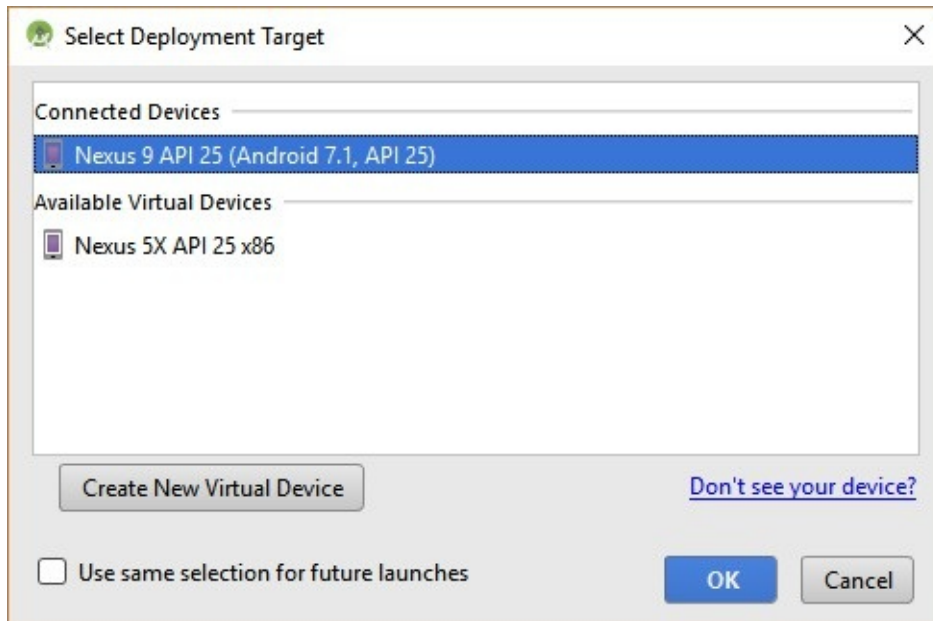 Select Deployment Target
Connected Devices
Nexus 9 API 25 (Android 7.1, API 25)
Available Virtual Devices
Nexus 5X API 25 x86
Create New Virtual Device
Don't see your device?
Use same selection for future launches
OK
Cancel